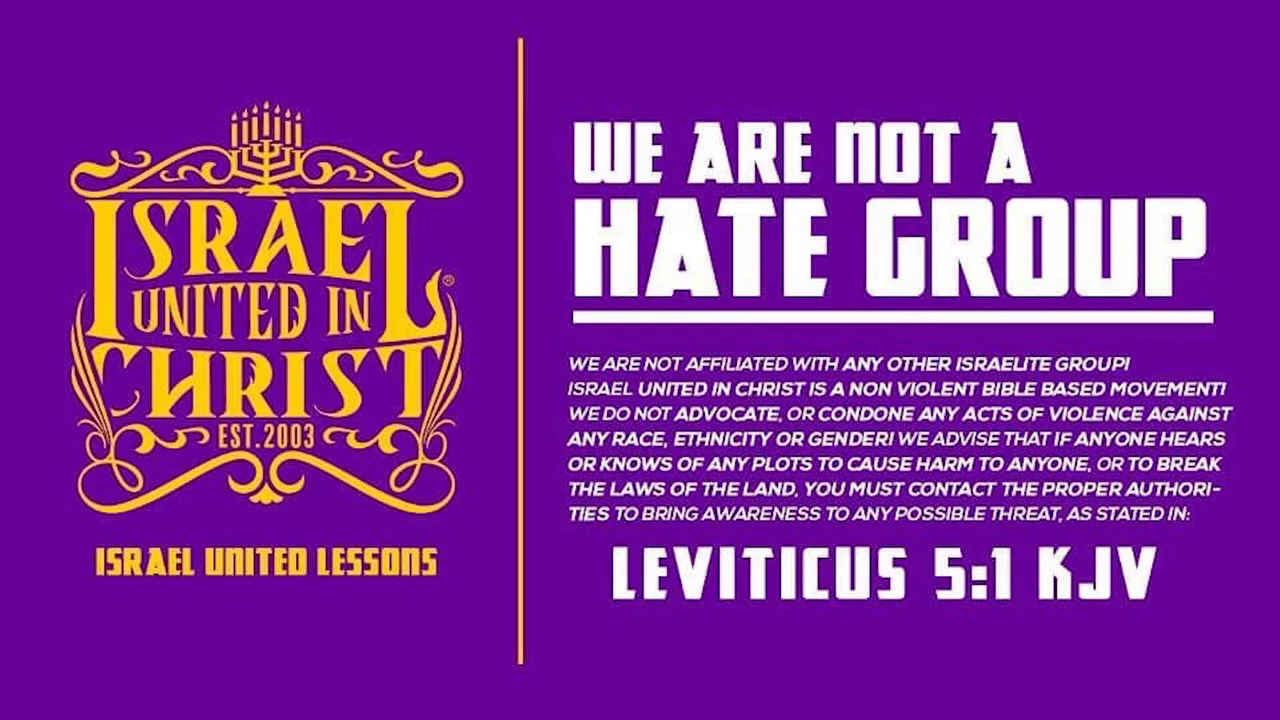 ISRAEL
UNITED IN
CHRIST
EST. 2003
®
ISRAEL UNITED LESSONS
WE ARE NOT A
HATE GROUP
WE ARE NOT AFFILIATED WITH ANY OTHER ISRAELITE GROUP!
ISRAEL UNITED IN CHRIST IS A NON VIOLENT BIBLE BASED MOVEMENT!
WE DO NOT ADVOCATE, OR CONDONE ANY ACTS OF VIOLENCE AGAINST
ANY RACE, ETHNICITY OR GENDER! WE ADVISE THAT IF ANYONE HEARS
OR KNOWS OF ANY PLOTS TO CAUSE HARM TO ANYONE, OR TO BREAK
THE LAWS OF THE LAND, YOU MUST CONTACT THE PROPER AUTHORI-
TIES TO BRING AWARENESS TO ANY POSSIBLE THREAT, AS STATED IN:
LEVITICUS 5:1 KJV